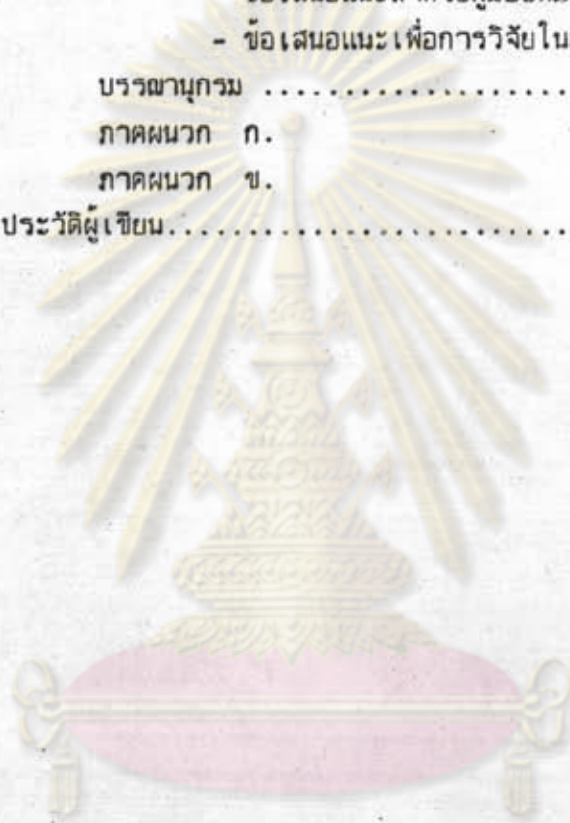 - ข้อเสนอแนะเพื่อการวิจัยใน
บรรณานุกรม ....................
ภาคผนวก ก.
ภาคผนวก ข.
ประวัติผู้เขียน............................